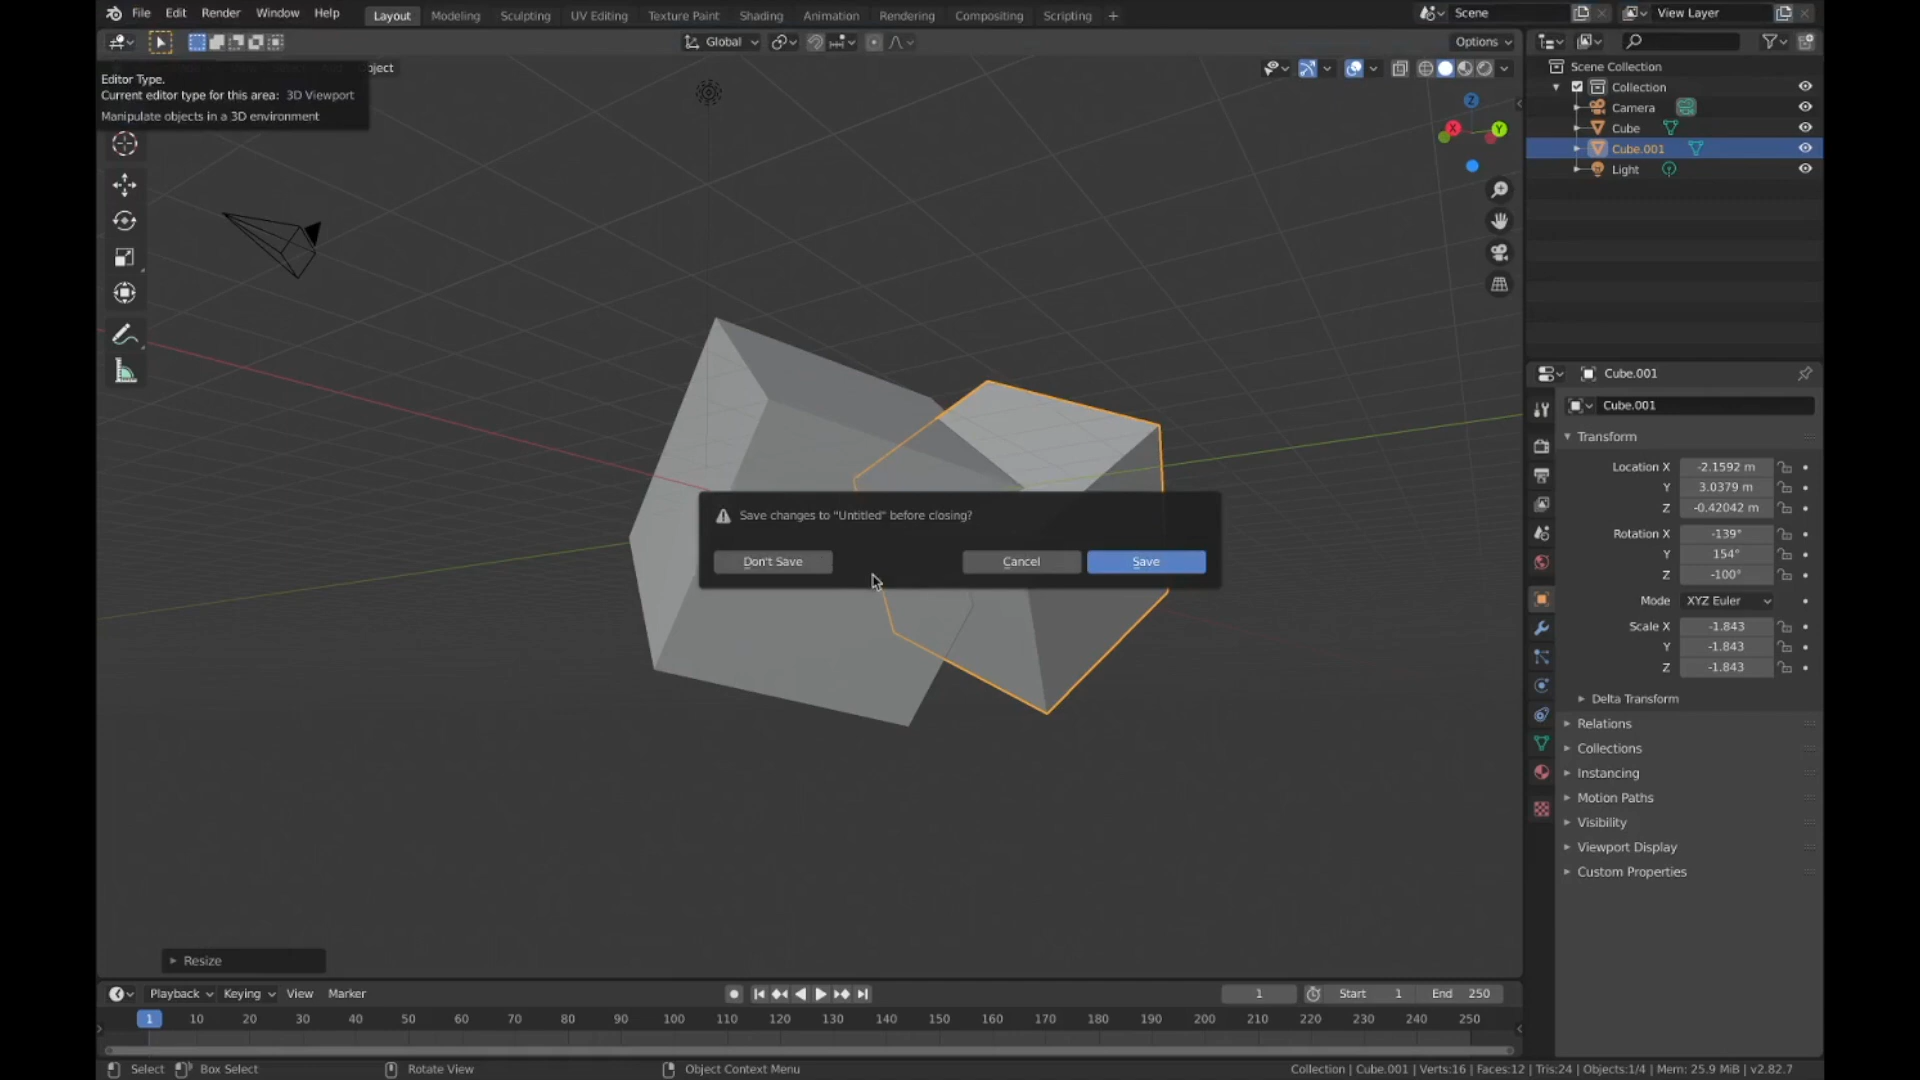 File Edit Render Window Help Layout Modeling Sculpting UV Editing Texture Paint Shading Animation Rendering Compositing Scripting + Scene View Layer
Global Options
ject
Editor Type.
Current editor type for this area: 3D Viewport
Manipulate objects in a 3D environment
Z
X Y
Scene Collection
Collection
Camera
Cube
Cube.001
Light
Cube.001
Cube.001
Transform
Location X -2.1592 m
Y 3.0379 m
Z -0.42042 m
Rotation X -139°
Y 154°
Z -100°
Mode XYZ Euler
Scale X -1.843
Y -1.843
Z -1.843
Delta Transform
Relations
Collections
Instancing
Motion Paths
Visibility
Viewport Display
Custom Properties
Save changes to "Untitled" before closing?
Don't Save Cancel Save
Resize
Playback Keying View Marker 1 Start 1 End 250
1 10 20 30 40 50 60 70 80 90 100 110 120 130 140 150 160 170 180 190 200 210 220 230 240 250
Select Box Select Rotate View Object Context Menu Collection | Cube.001 | Verts:16 | Faces:12 | Tris:24 | Objects:1/4 | Mem: 25.9 MiB | v2.82.7